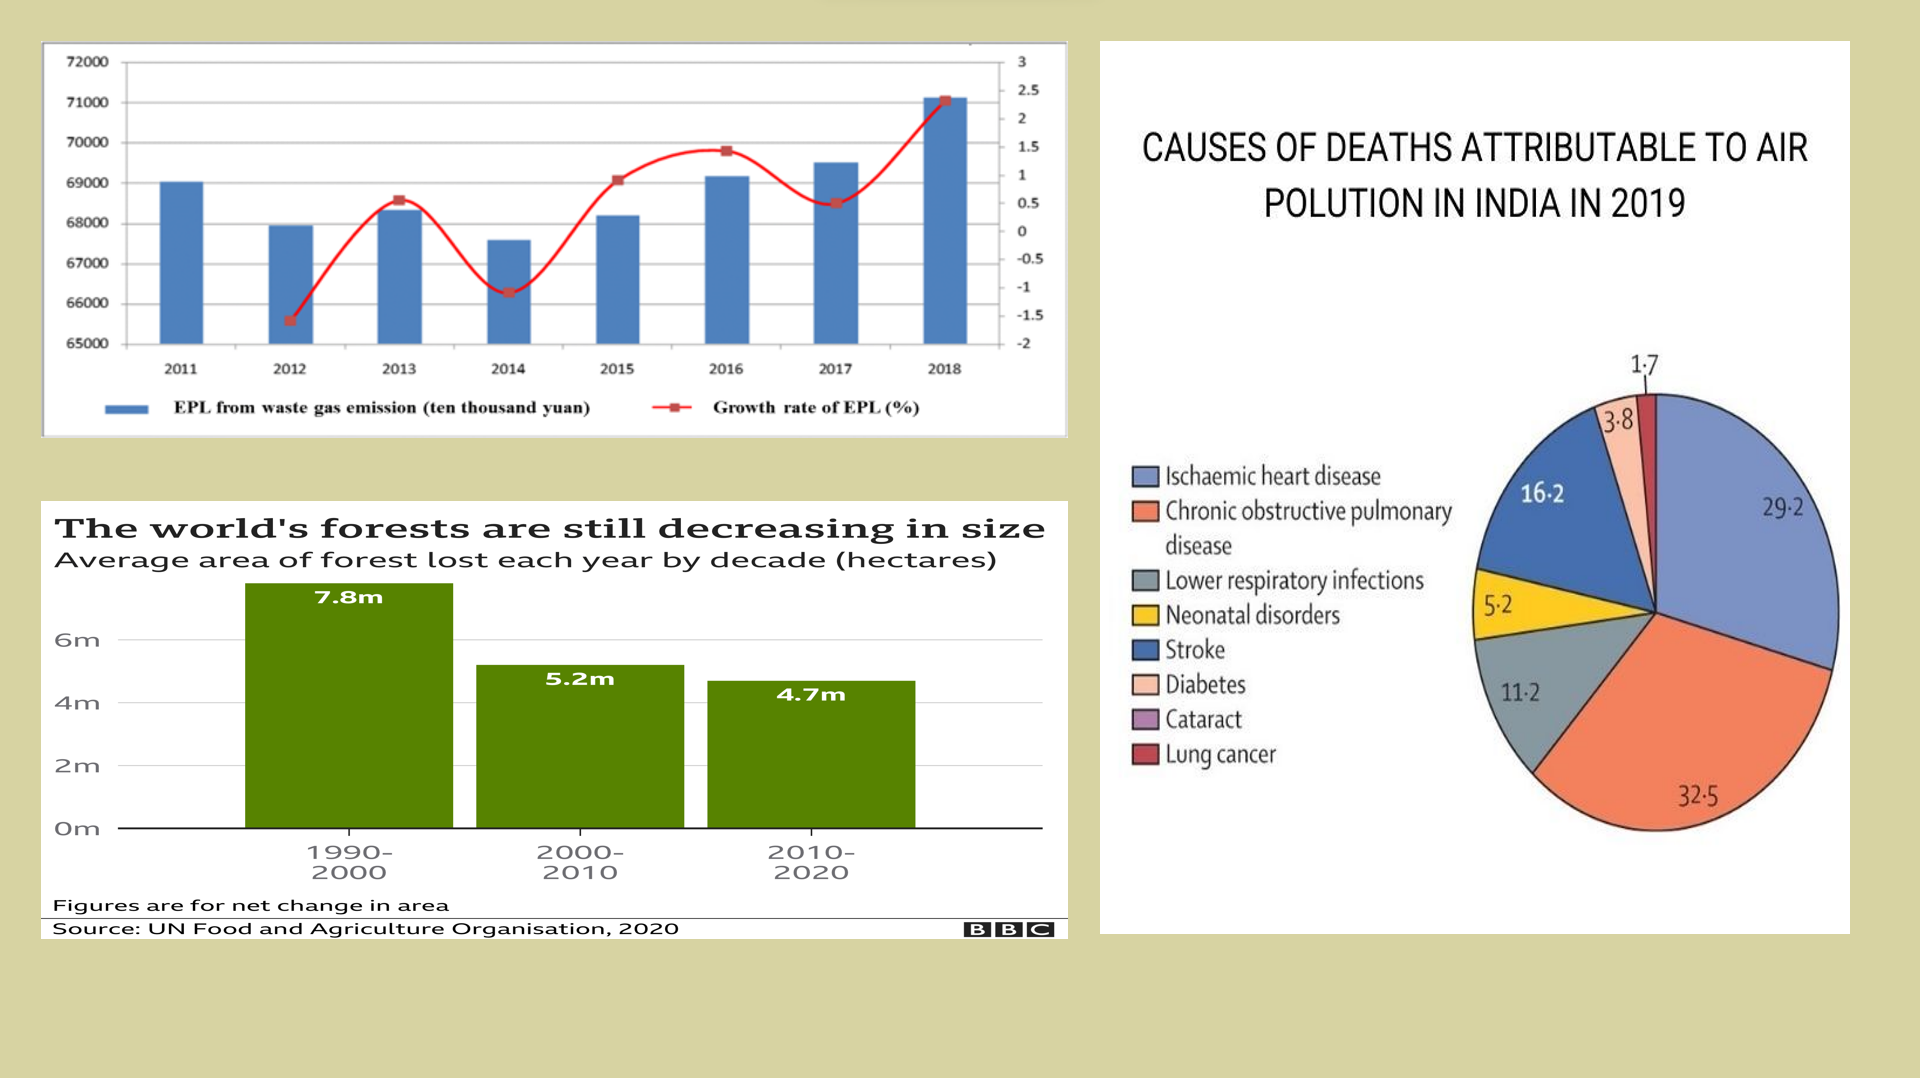 72000
71000
70000
69000
68000
67000
66000
65000
3
2.5
2
1.5
1
0.5
0
-0.5
-1
-1.5
-2
2011 2012 2013 2014 2015 2016 2017 2018
EPL from waste gas emission (ten thousand yuan) Growth rate of EPL (%)
The world's forests are still decreasing in size
Average area of forest lost each year by decade (hectares)
7.8m
5.2m
4.7m
6m
4m
2m
0m
1990-
2000
2000-
2010
2010-
2020
Figures are for net change in area
Source: UN Food and Agriculture Organisation, 2020
BBC
CAUSES OF DEATHS ATTRIBUTABLE TO AIR
POLUTION IN INDIA IN 2019
Ischaemic heart disease
Chronic obstructive pulmonary
disease
Lower respiratory infections
Neonatal disorders
Stroke
Diabetes
Cataract
Lung cancer
1·7
3·8
29·2
16·2
5·2
11·2
32·5